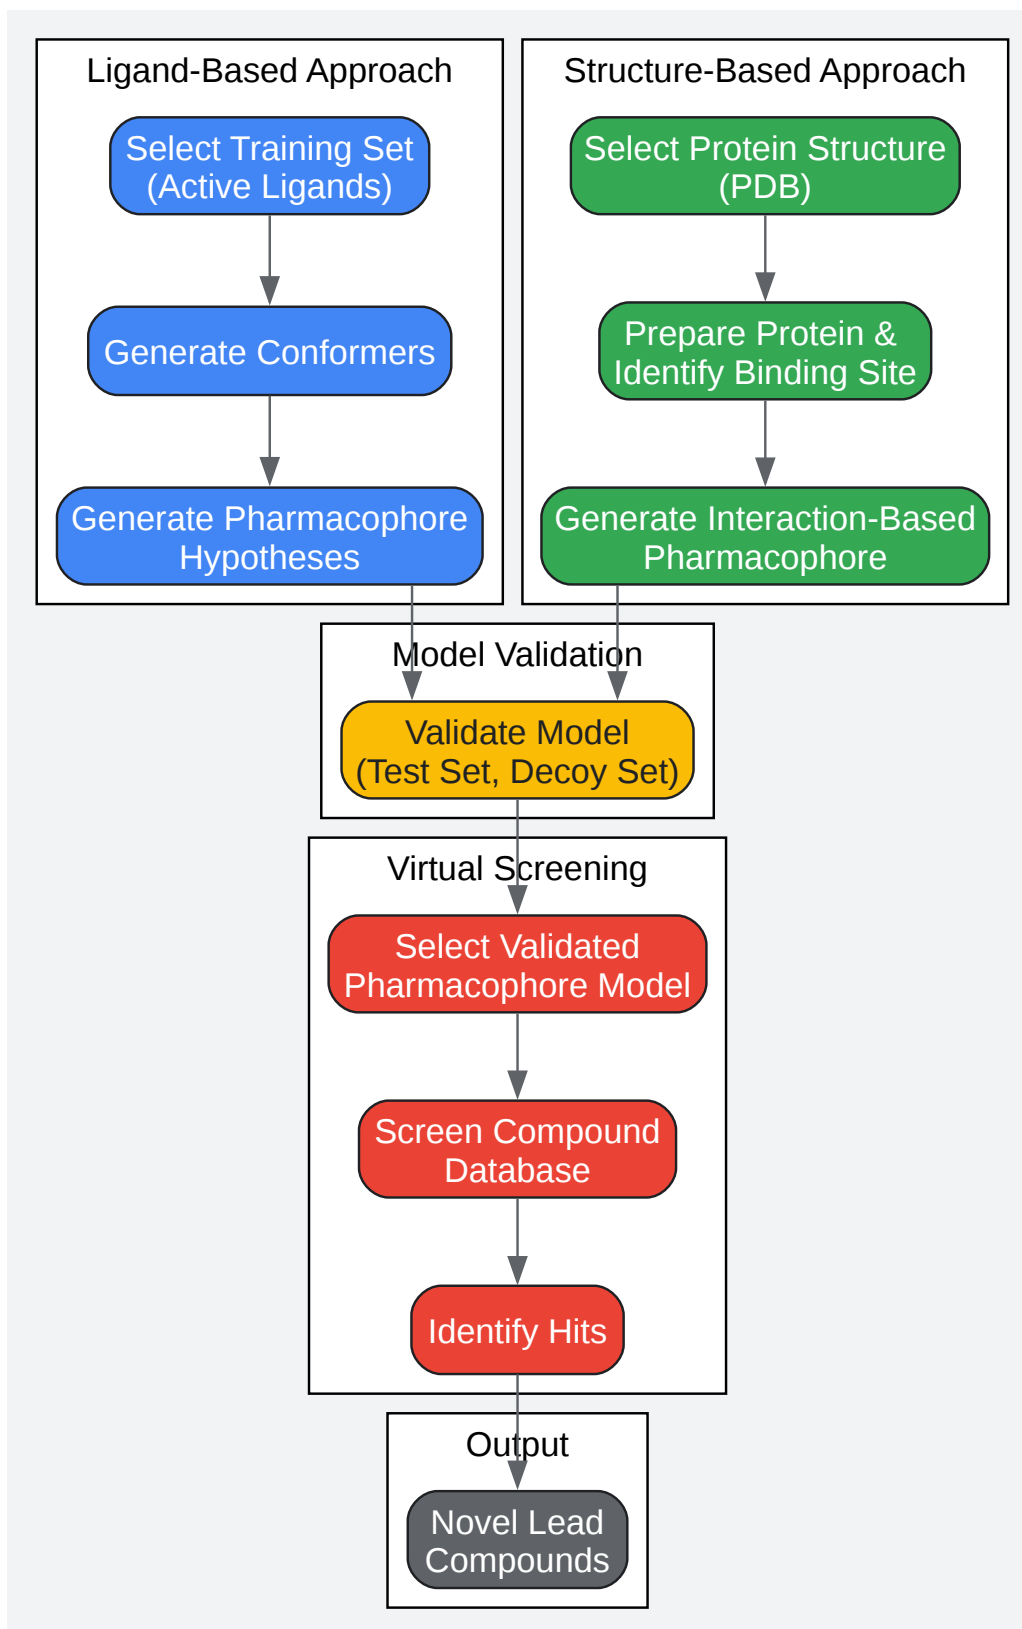 Ligand-Based Approach
Select Training Set
(Active Ligands)
Generate Conformers
Generate Pharmacophore
Hypotheses
Structure-Based Approach
Select Protein Structure
(PDB)
Prepare Protein &
Identify Binding Site
Generate Interaction-Based
Pharmacophore
Model Validation
Validate Model
(Test Set, Decoy Set)
Virtual Screening
Select Validated
Pharmacophore Model
Screen Compound
Database
Identify Hits
Output
Novel Lead
Compounds